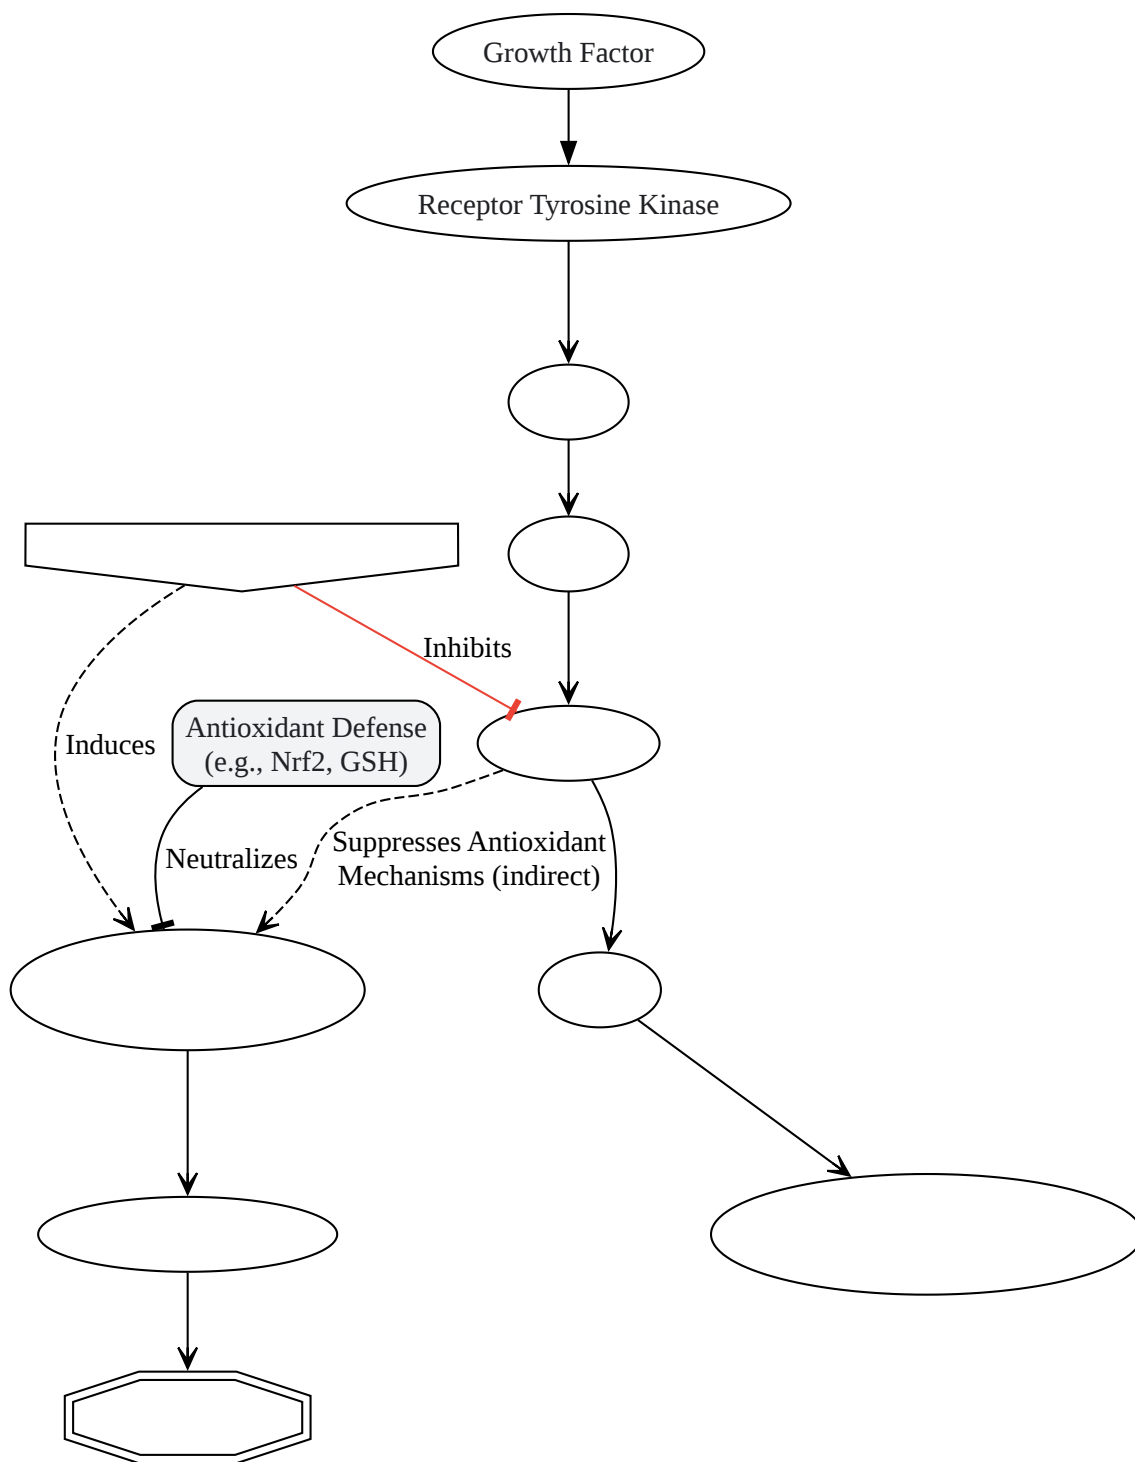 Growth Factor
Receptor Tyrosine Kinase
Inhibits
Antioxidant Defense
(e.g., Nrf2, GSH)
Induces
Suppresses Antioxidant
Mechanisms (indirect)
Neutralizes